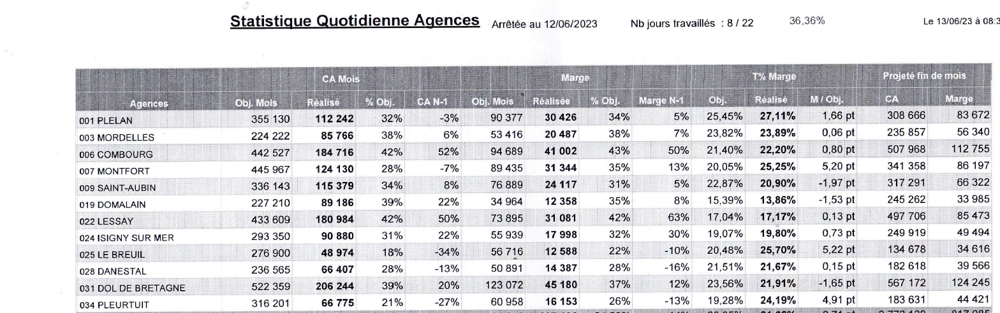 Statistique Quotidienne Agences Arrêtée au 12/06/2023 Nb jours travaillés : 8 / 22 36,36% Le 13/06/23 à 08:3
CA Mois Marge T% Marge Projeté fin de mois
Agences Obj. Mois Réalisé % Obj. CA N-1 Obj. Mois Réalisée % Obj. Marge N-1 Obj. Réalisé M / Obj. CA Marge
001 PLELAN 355 130 112 242 32% -3% 90 377 30 426 34% 5% 25,45% 27,11% 1,66 pt 308 666 83 672
003 MORDELLES 224 222 85 766 38% 6% 53 416 20 487 38% 7% 23,82% 23,89% 0,06 pt 235 857 56 340
006 COMBOURG 442 527 184 716 42% 52% 94 689 41 002 43% 50% 21,40% 22,20% 0,80 pt 507 968 112 755
007 MONTFORT 445 967 124 130 28% -7% 89 435 31 344 35% 13% 20,05% 25,25% 5,20 pt 341 358 86 197
009 SAINT-AUBIN 336 143 115 379 34% 8% 76 889 24 117 31% 5% 22,87% 20,90% -1,97 pt 317 291 66 322
019 DOMALAIN 227 210 89 186 39% 22% 34 964 12 358 35% 8% 15,39% 13,86% -1,53 pt 245 262 33 985
022 LESSAY 433 609 180 984 42% 50% 73 895 31 081 42% 63% 17,04% 17,17% 0,13 pt 497 706 85 473
024 ISIGNY SUR MER 293 350 90 880 31% 22% 55 939 17 998 32% 30% 19,07% 19,80% 0,73 pt 249 919 49 494
025 LE BREUIL 276 900 48 974 18% -34% 56 716 12 588 22% -10% 20,48% 25,70% 5,22 pt 134 678 34 616
028 DANESTAL 236 565 66 407 28% -13% 50 891 14 387 28% -16% 21,51% 21,67% 0,15 pt 182 618 39 566
031 DOL DE BRETAGNE 522 359 206 244 39% 20% 123 072 45 180 37% 12% 23,56% 21,91% -1,65 pt 567 172 124 245
034 PLEURTUIT 316 201 66 775 21% -27% 60 958 16 153 26% -13% 19,28% 24,19% 4,91 pt 183 631 44 421